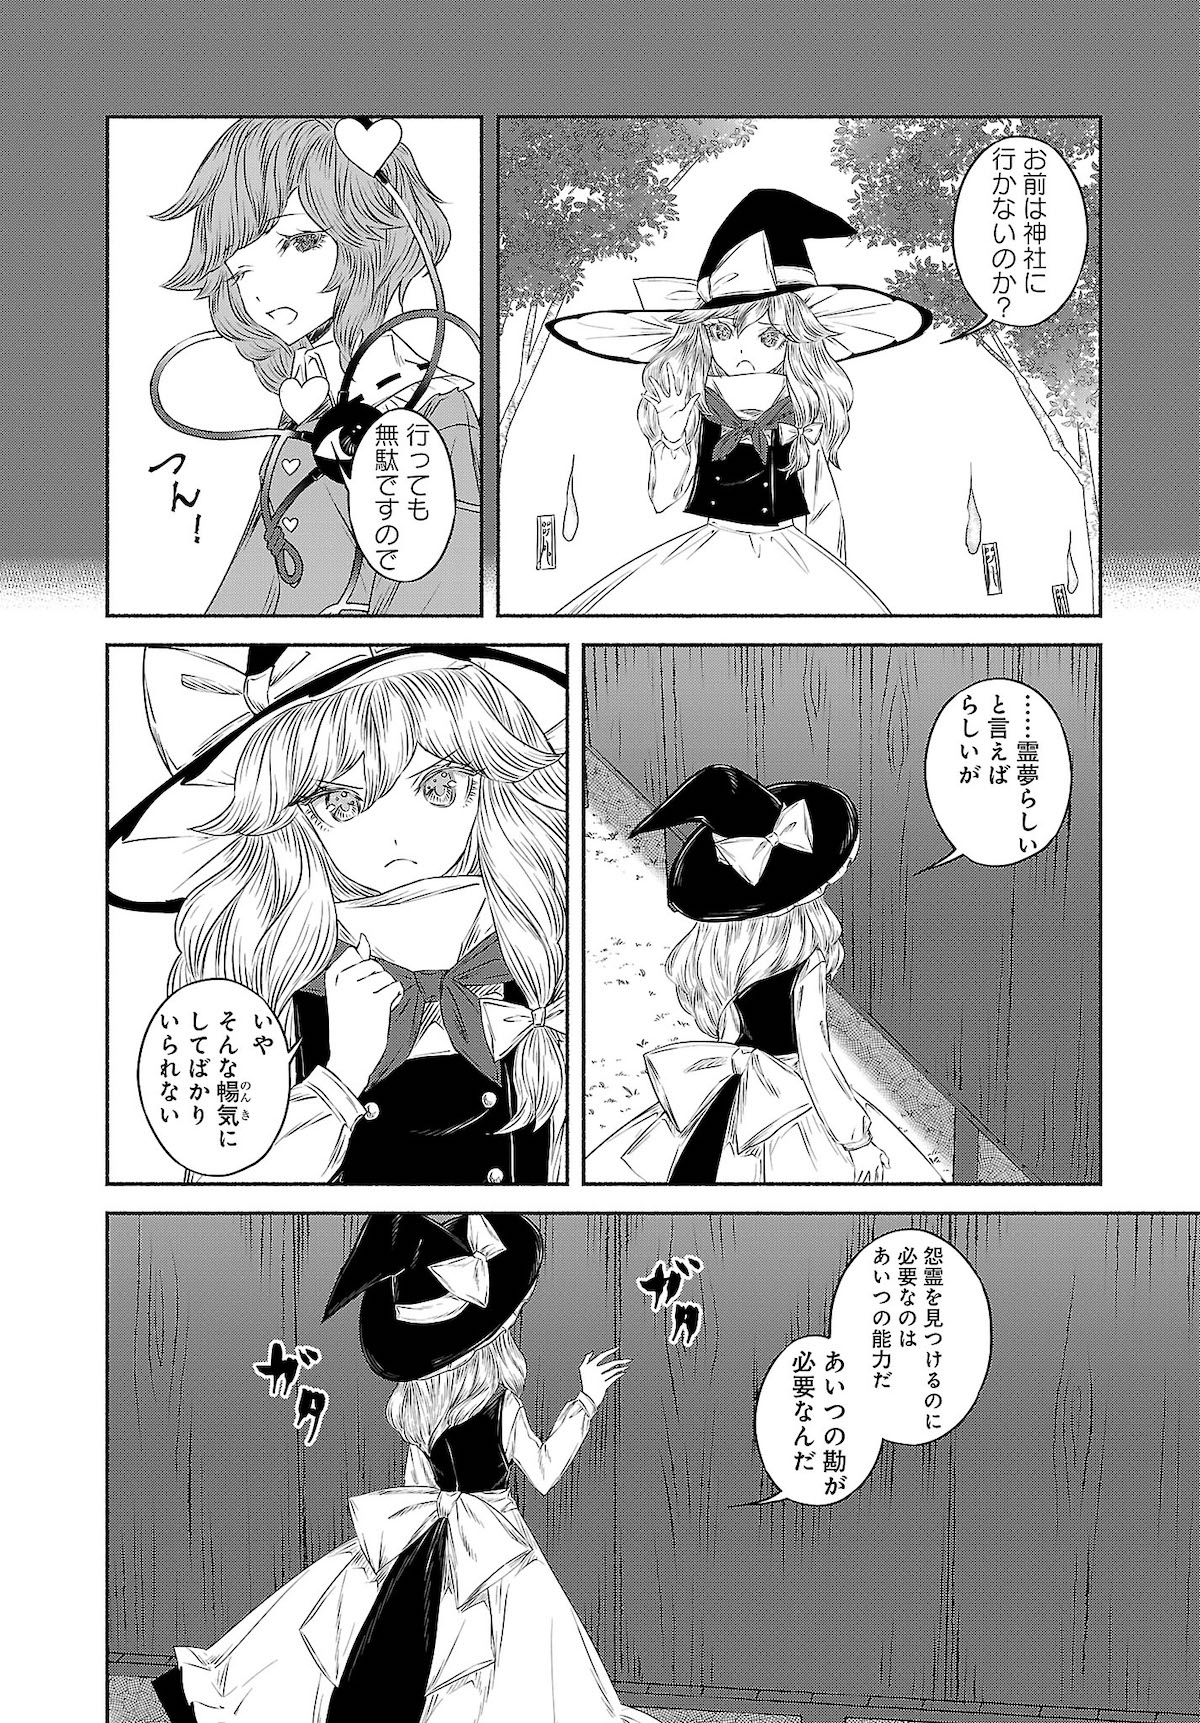 お前は神社に
行かないのか？
行っても
無駄ですので
つん！
……霊夢らしい
と言えば
らしいが
いや
そんな暢気に
のんき
してばかり
いられない
怨霊を見つけるのに
必要なのは
あいつの能力だ
あいつの勘が
必要なんだ
ガタ
ガタ